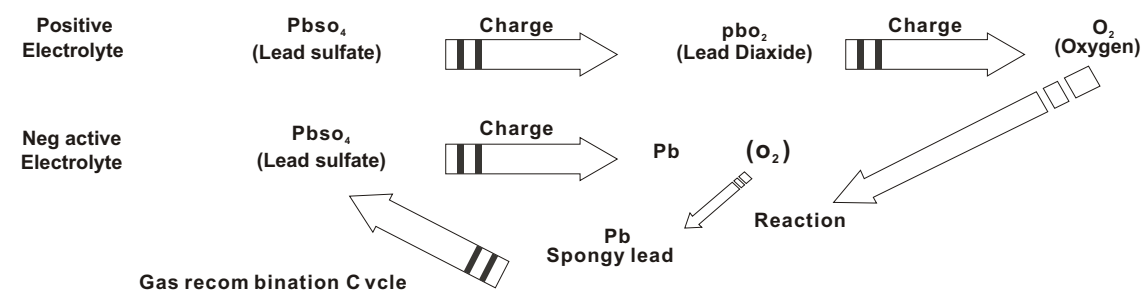 Positive
Electrolyte
Pbso₄
(Lead sulfate)
Charge
pbo₂
(Lead Diaxide)
Charge
O₂
(Oxygen)
Neg active
Electrolyte
Pbso₄
(Lead sulfate)
Charge
Pb
(o₂)
Reaction
Pb
Spongy lead
Gas recom bination C vcle